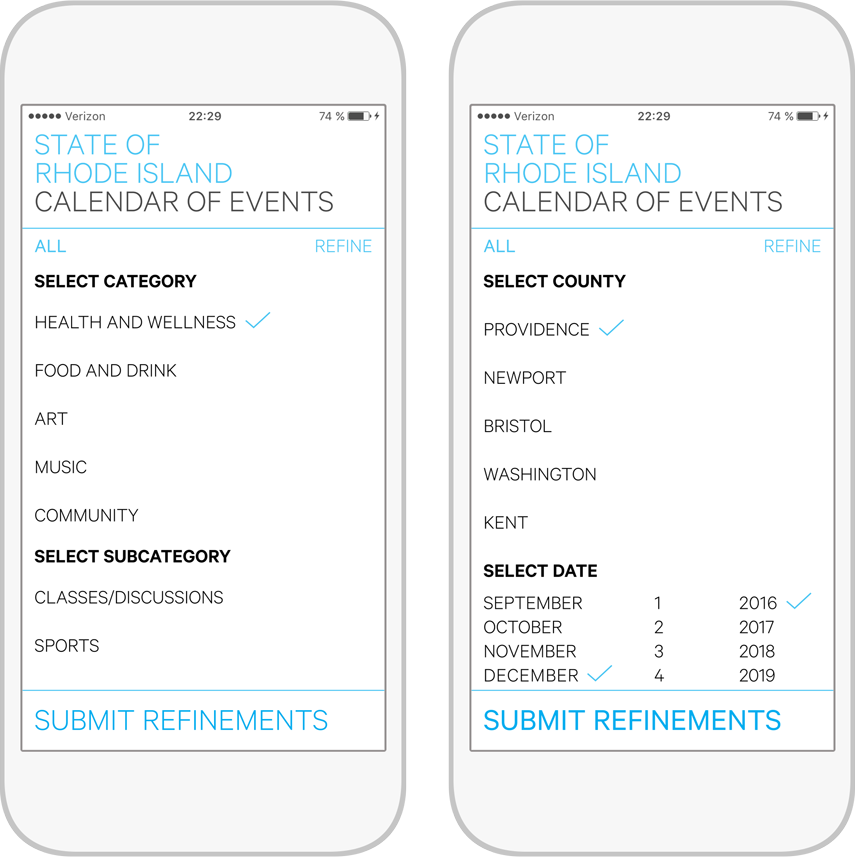 Verizon 22:29 74 %
STATE OF
RHODE ISLAND
CALENDAR OF EVENTS
ALL REFINE
SELECT CATEGORY
HEALTH AND WELLNESS
FOOD AND DRINK
ART
MUSIC
COMMUNITY
SELECT SUBCATEGORY
CLASSES/DISCUSSIONS
SPORTS
SUBMIT REFINEMENTS
Verizon 22:29 74 %
STATE OF
RHODE ISLAND
CALENDAR OF EVENTS
ALL REFINE
SELECT COUNTY
PROVIDENCE
NEWPORT
BRISTOL
WASHINGTON
KENT
SELECT DATE
SEPTEMBER 1 2016
OCTOBER 2 2017
NOVEMBER 3 2018
DECEMBER 4 2019
SUBMIT REFINEMENTS